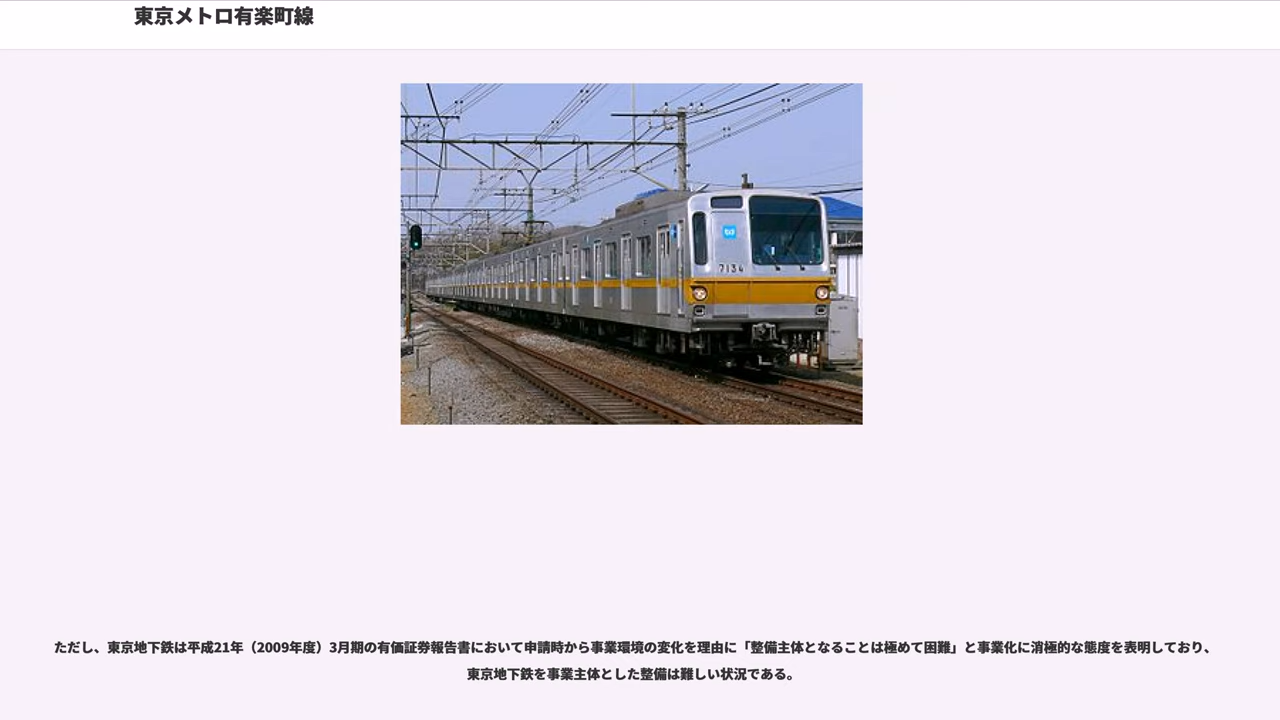 東京メトロ有楽町線
7134
ただし、東京地下鉄は平成21年（2009年度）3月期の有価証券報告書において申請時から事業環境の変化を理由に「整備主体となることは極めて困難」と事業化に消極的な態度を表明しており、
東京地下鉄を事業主体とした整備は難しい状況である。